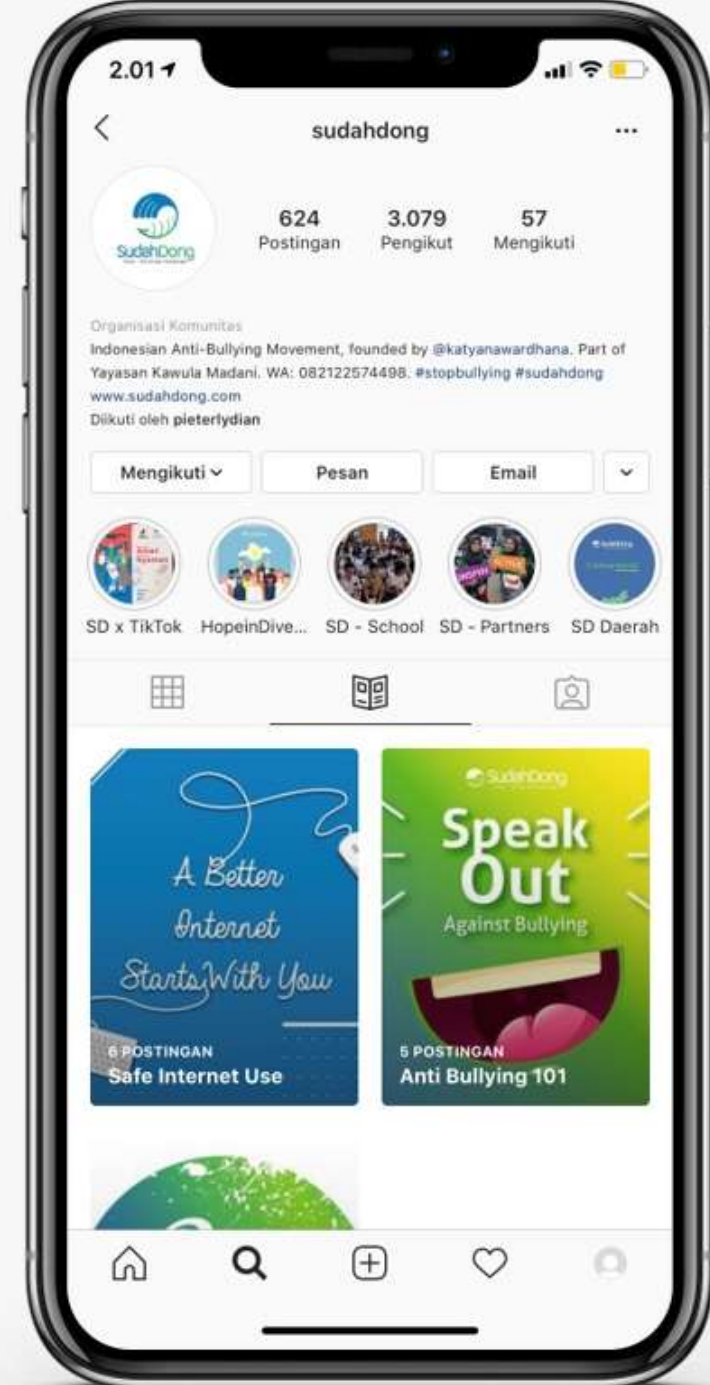 2.01
sudahdong
SudahDong
624 3.079 57
Postingan Pengikut Mengikuti
Organisasi Komunitas
Indonesian Anti-Bullying Movement, founded by @katyanawardhana. Part of
Yayasan Kawula Madani. WA: 082122574498. #stopbullying #sudahdong
www.sudahdong.com
Diikuti oleh pieterlydian
Mengikuti Pesan Email
SD x TikTok HopeinDive... SD - School SD - Partners SD Daerah
A Better
Internet
Starts With You
6 POSTINGAN
Safe Internet Use
SudahDong
Speak
Out
Against Bullying
5 POSTINGAN
Anti Bullying 101